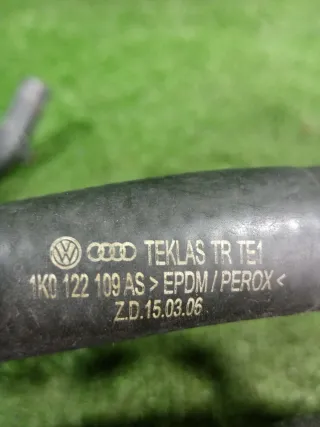 TEKLAS TR TE1
1K0 122 109 AS > EPDM / PEROX <
Z.D.15.03.06